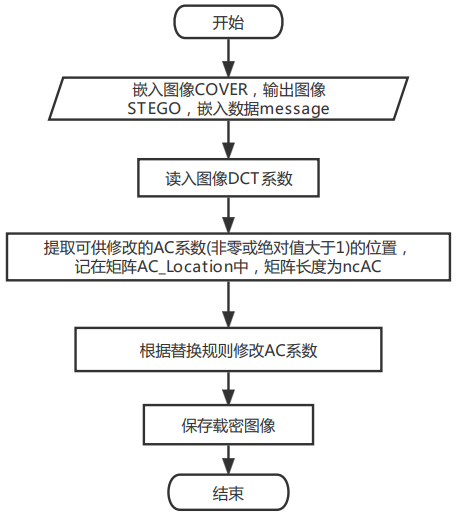 开始
嵌入图像COVER，输出图像
STEGO，嵌入数据message
读入图像DCT系数
提取可供修改的AC系数(非零或绝对值大于1)的位置，
记在矩阵AC_Location中，矩阵长度为ncAC
根据替换规则修改AC系数
保存载密图像
结束